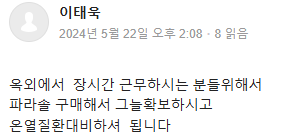 이태욱
2024년 5월 22일 오후 2:08 · 8 읽음
옥외에서  장시간 근무하시는 분들위해서
파라솔 구매해서 그늘확보하시고
온열질환대비하셔  됩니다